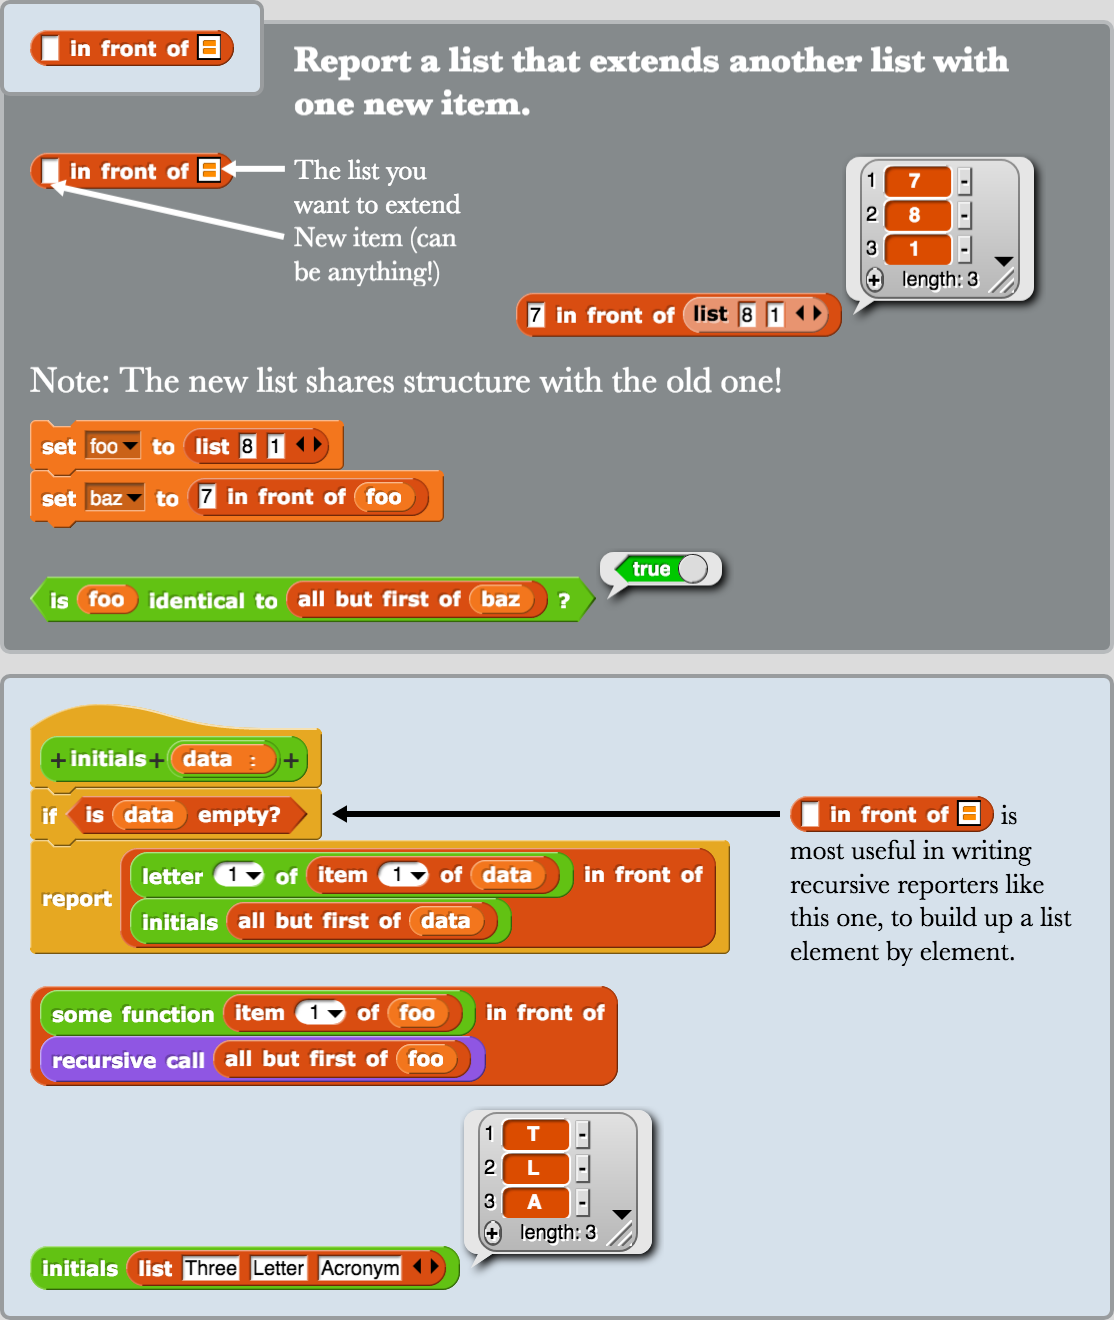 in front of
Report a list that extends another list with
one new item.
in front of
The list you
want to extend
New item (can
be anything!)
1 7 -
2 8 -
3 1 -
+ length: 3
7 in front of list 8 1
Note: The new list shares structure with the old one!
set foo to list 8 1
set baz to 7 in front of foo
true
is foo identical to all but first of baz ?
+ initials + data : +
if is data empty?
report letter 1 of item 1 of data in front of
initials all but first of data
in front of is
most useful in writing
recursive reporters like
this one, to build up a list
element by element.
some function item 1 of foo in front of
recursive call all but first of foo
1 T -
2 L -
3 A -
+ length: 3
initials list Three Letter Acronym